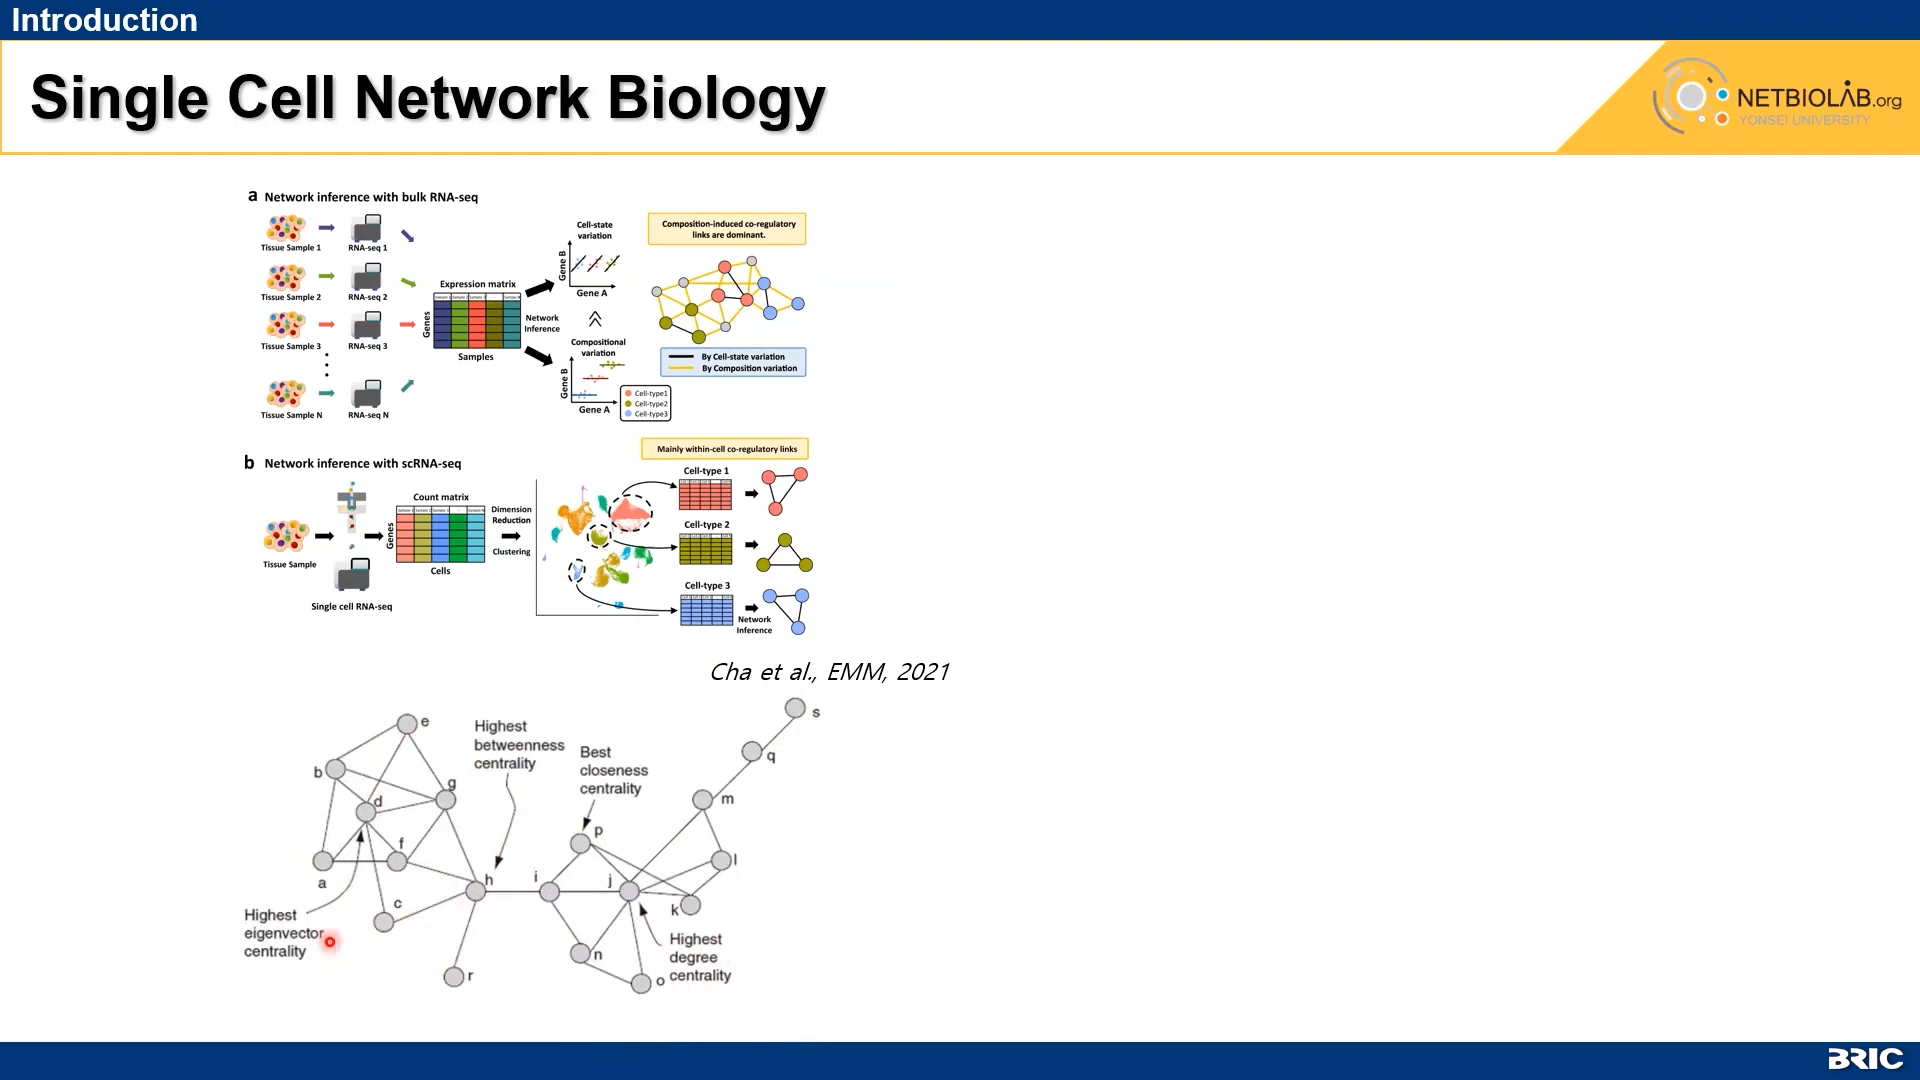 Introduction
Single Cell Network Biology
NETBIOLAB.org
YONSEI UNIVERSITY
a Network inference with bulk RNA-seq
Tissue Sample 1
RNA-seq 1
Tissue Sample 2
RNA-seq 2
Tissue Sample 3
RNA-seq 3
Tissue Sample N
RNA-seq N
Expression matrix
Genes
Samples
Network
Inference
Cell-state
variation
Gene B
Gene A
Compositional
variation
Gene B
Gene A
Cell-type1
Cell-type2
Cell-type3
Composition-induced co-regulatory
links are dominant.
By Cell-state variation
By Composition variation
b Network inference with scRNA-seq
Tissue Sample
Single cell RNA-seq
Count matrix
Genes
Cells
Dimension
Reduction
Clustering
Mainly within-cell co-regulatory links
Cell-type 1
Cell-type 2
Cell-type 3
Network
Inference
Cha et al., EMM, 2021
Highest
betweenness
centrality
Best
closeness
centrality
Highest
eigenvector
centrality
Highest
degree
centrality
e
b
g
d
f
a
c
h
r
i
p
j
k
l
m
q
s
n
o
BRIC